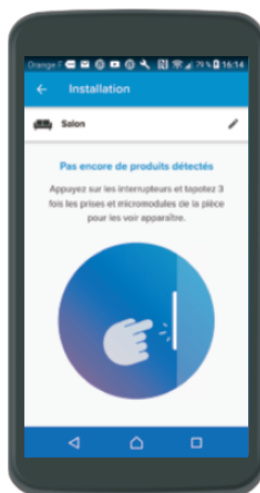 Orange F 79 % 16:14
Installation
Salon
Pas encore de produits détectés
Appuyez sur les interrupteurs et tapotez 3
fois les prises et micromodules de la pièce
pour les voir apparaître.